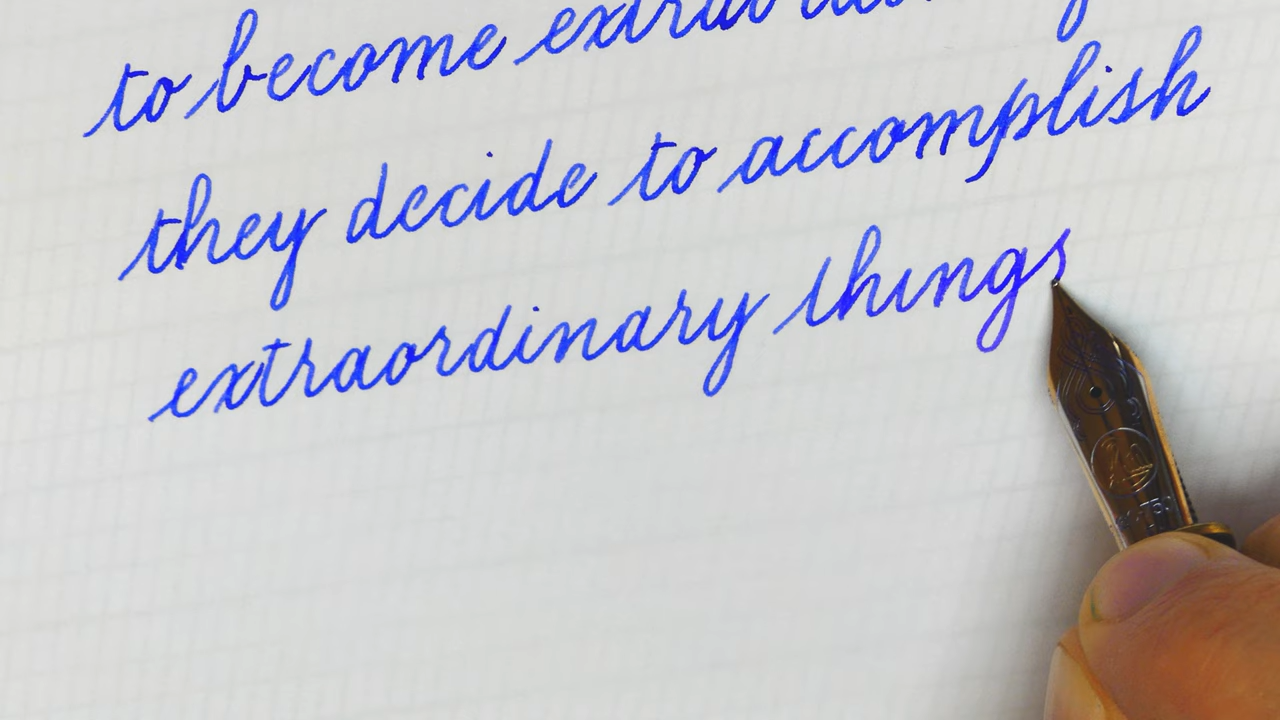 to become
they decide to accomplish
extraordinary things